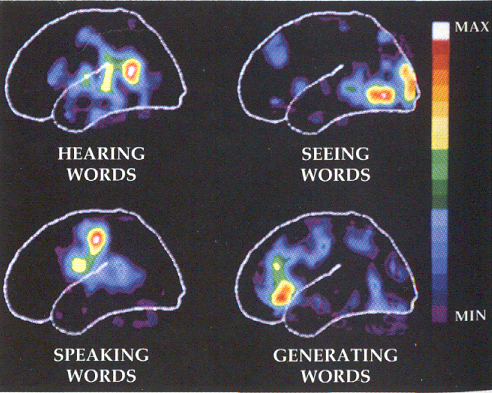 MAX
HEARING
WORDS
SEEING
WORDS
MIN
SPEAKING
WORDS
GENERATING
WORDS